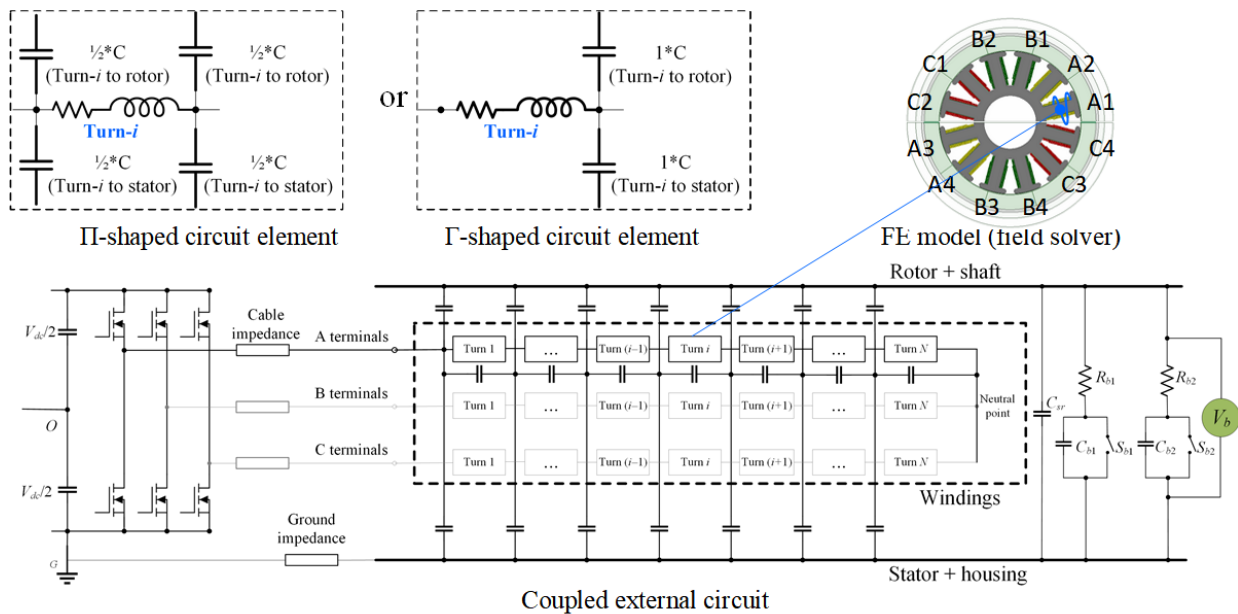 ½*C
(Turn-i to rotor)
½*C
(Turn-i to rotor)
Turn-i
½*C
(Turn-i to stator)
½*C
(Turn-i to stator)
Π-shaped circuit element
or
1*C
(Turn-i to rotor)
Turn-i
1*C
(Turn-i to stator)
Γ-shaped circuit element
B2
B1
C1
A2
C2
A1
A3
C4
A4
C3
B3
B4
FE model (field solver)
Rotor + shaft
Vdc/2
Cable
impedance
A terminals
Turn 1
...
Turn (i–1)
Turn i
Turn (i+1)
...
Turn N
B terminals
Turn 1
...
Turn (i–1)
Turn i
Turn (i+1)
...
Turn N
Neutral
point
O
C terminals
Turn 1
...
Turn (i–1)
Turn i
Turn (i+1)
...
Turn N
Windings
Csr
Rb1
Cb1
Sb1
Rb2
Cb2
Sb2
Vb
Vdc/2
Ground
impedance
G
Stator + housing
Coupled external circuit